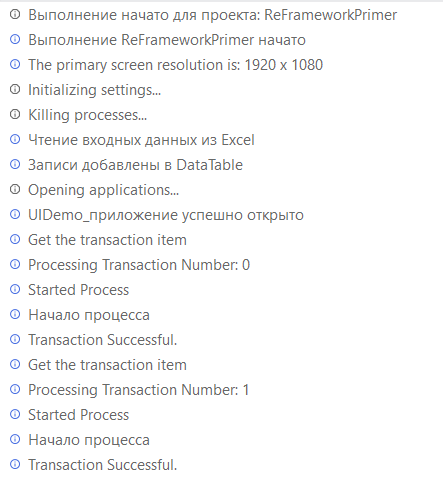 Выполнение начато для проекта: ReFrameworkPrimer
Выполнение ReFrameworkPrimer начато
The primary screen resolution is: 1920 x 1080
Initializing settings...
Killing processes...
Чтение входных данных из Excel
Записи добавлены в DataTable
Opening applications...
UIDemo_приложение успешно открыто
Get the transaction item
Processing Transaction Number: 0
Started Process
Начало процесса
Transaction Successful.
Get the transaction item
Processing Transaction Number: 1
Started Process
Начало процесса
Transaction Successful.